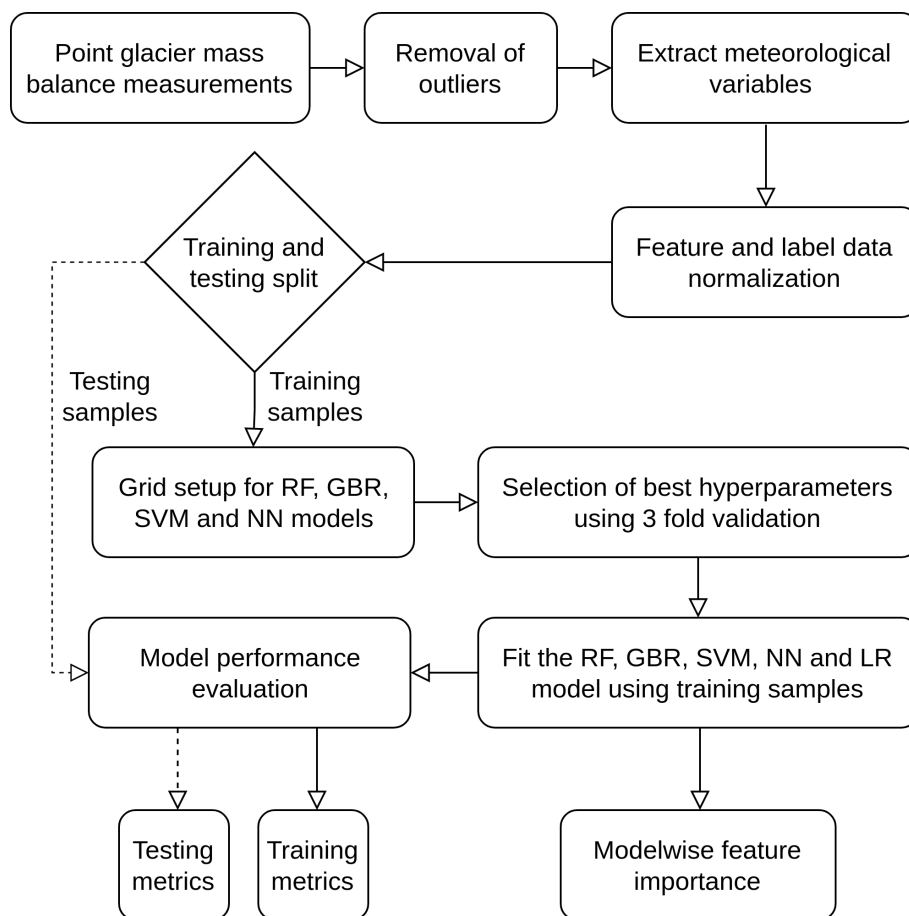 Point glacier mass
balance measurements
Removal of
outliers
Extract meteorological
variables
Training and
testing split
Feature and label data
normalization
Testing
samples
Training
samples
Grid setup for RF, GBR,
SVM and NN models
Selection of best hyperparameters
using 3 fold validation
Model performance
evaluation
Fit the RF, GBR, SVM, NN and LR
model using training samples
Testing
metrics
Training
metrics
Modelwise feature
importance